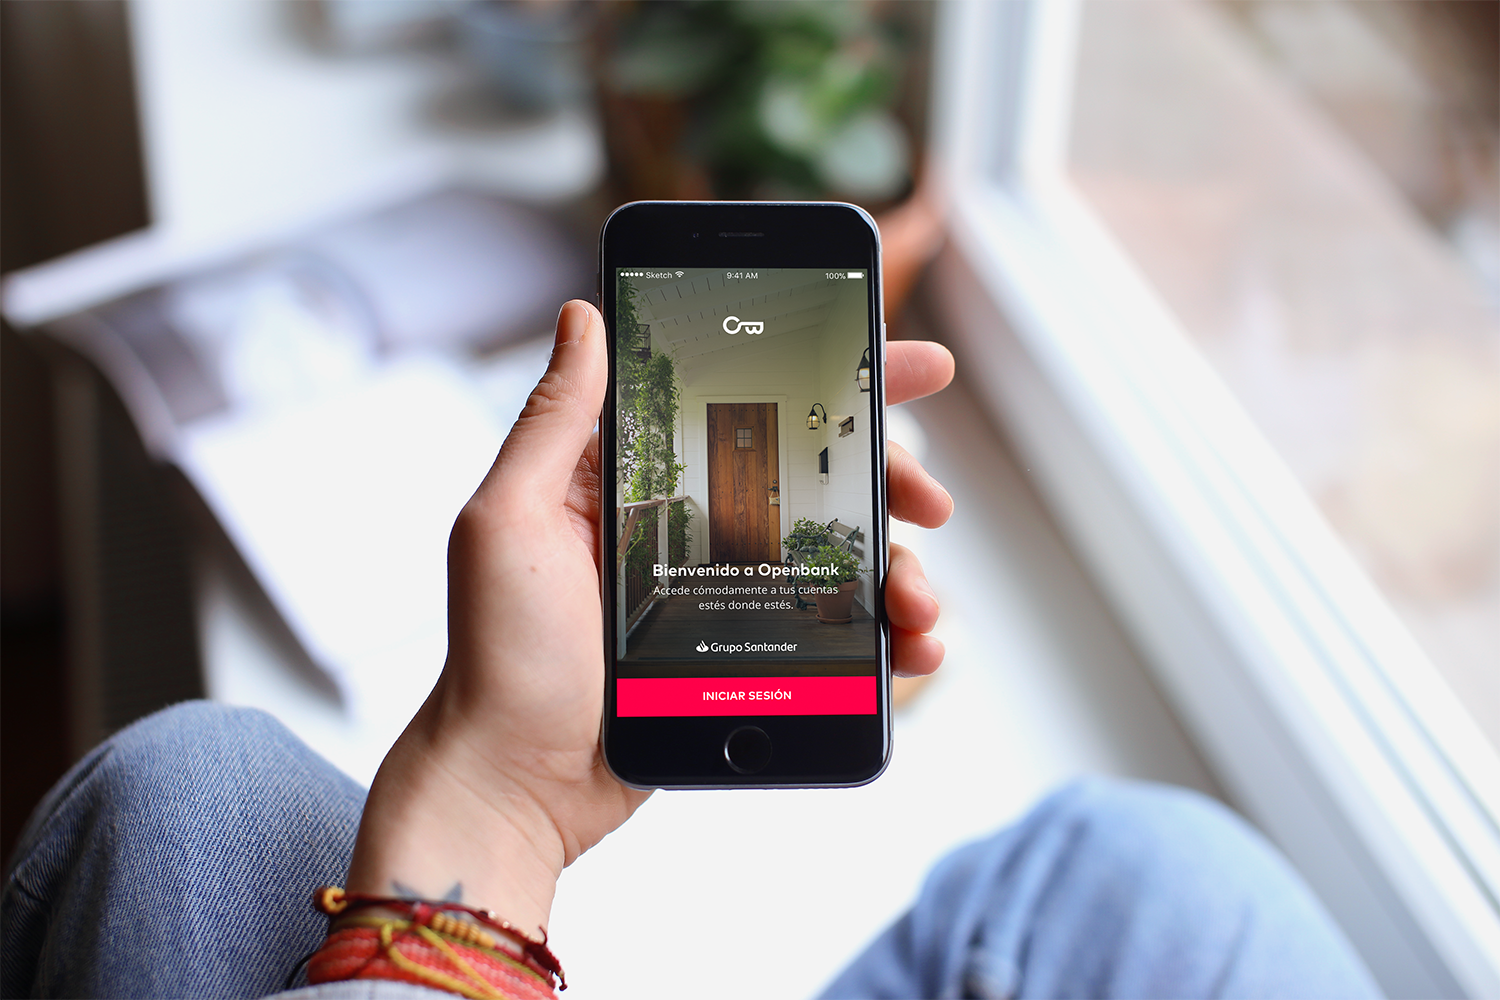 Sketch 9:41 AM 100%
Bienvenido a Openbank
Accede cómodamente a tus cuentas
estés donde estés.
Grupo Santander
INICIAR SESIÓN